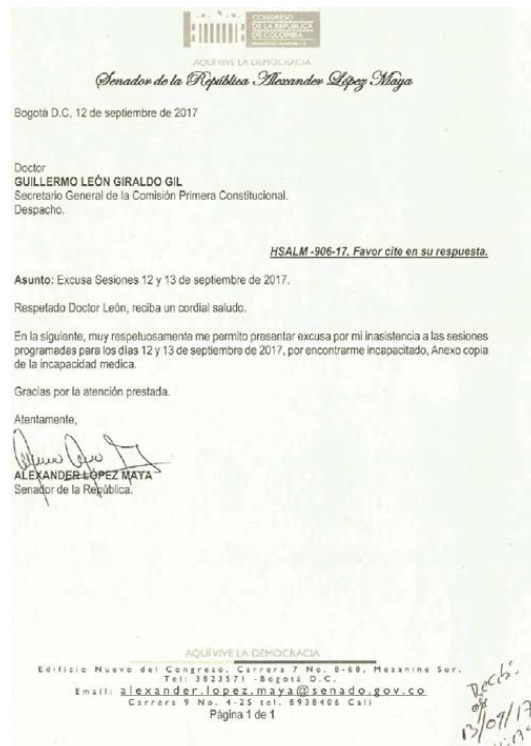 CONGRESO
DE LA REPÚBLICA
DE COLOMBIA
AQUÍ VIVE LA DEMOCRACIA
Senador de la República Alexander López Maya
Bogotá D.C, 12 de septiembre de 2017
Doctor
GUILLERMO LEÓN GIRALDO GIL
Secretario General de la Comisión Primera Constitucional.
Despacho.
HSALM -906-17. Favor cite en su respuesta.
Asunto: Excusa Sesiones 12 y 13 de septiembre de 2017.
Respetado Doctor León, reciba un cordial saludo.
En la siguiente, muy respetuosamente me permito presentar excusa por mi inasistencia a las sesiones
programadas para los días 12 y 13 de septiembre de 2017, por encontrarme incapacitado, Anexo copia
de la incapacidad medica.
Gracias por la atención prestada.
Atentamente,
ALEXANDER LÓPEZ MAYA
Senador de la República.
AQUÍ VIVE LA DEMOCRACIA
Edificio Nuevo del Congreso, Carrera 7 No. 8-68, Mezanine Sur.
Tel: 3823571 -Bogotá D.C.
Email: alexander.lopez.maya@senado.gov.co
Carrera 9 No. 4-25 tel. 8938406 Cali
Página 1 de 1
Recibí
13/09/17